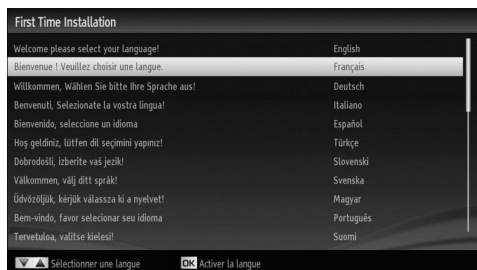 First Time Installation
Welcome please select your language! English
Bienvenue ! Veuillez choisir une langue. Français
Willkommen, Wählen Sie bitte Ihre Sprache aus! Deutsch
Benvenuti, Selezionate la vostra lingua! Italiano
Bienvenido, seleccione un idioma Español
Hoş geldiniz, lütfen dil seçimini yapınız! Türkçe
Dobrodošli, izberite vaš jezik! Slovenski
Välkommen, välj ditt språk! Svenska
Üdvözöljük, kérjük válassza ki a nyelvet! Magyar
Bem-vindo, favor selecionar seu idioma Português
Tervetuloa, valitse kielesi! Suomi
Sélectionner une langue OK Activer la langue